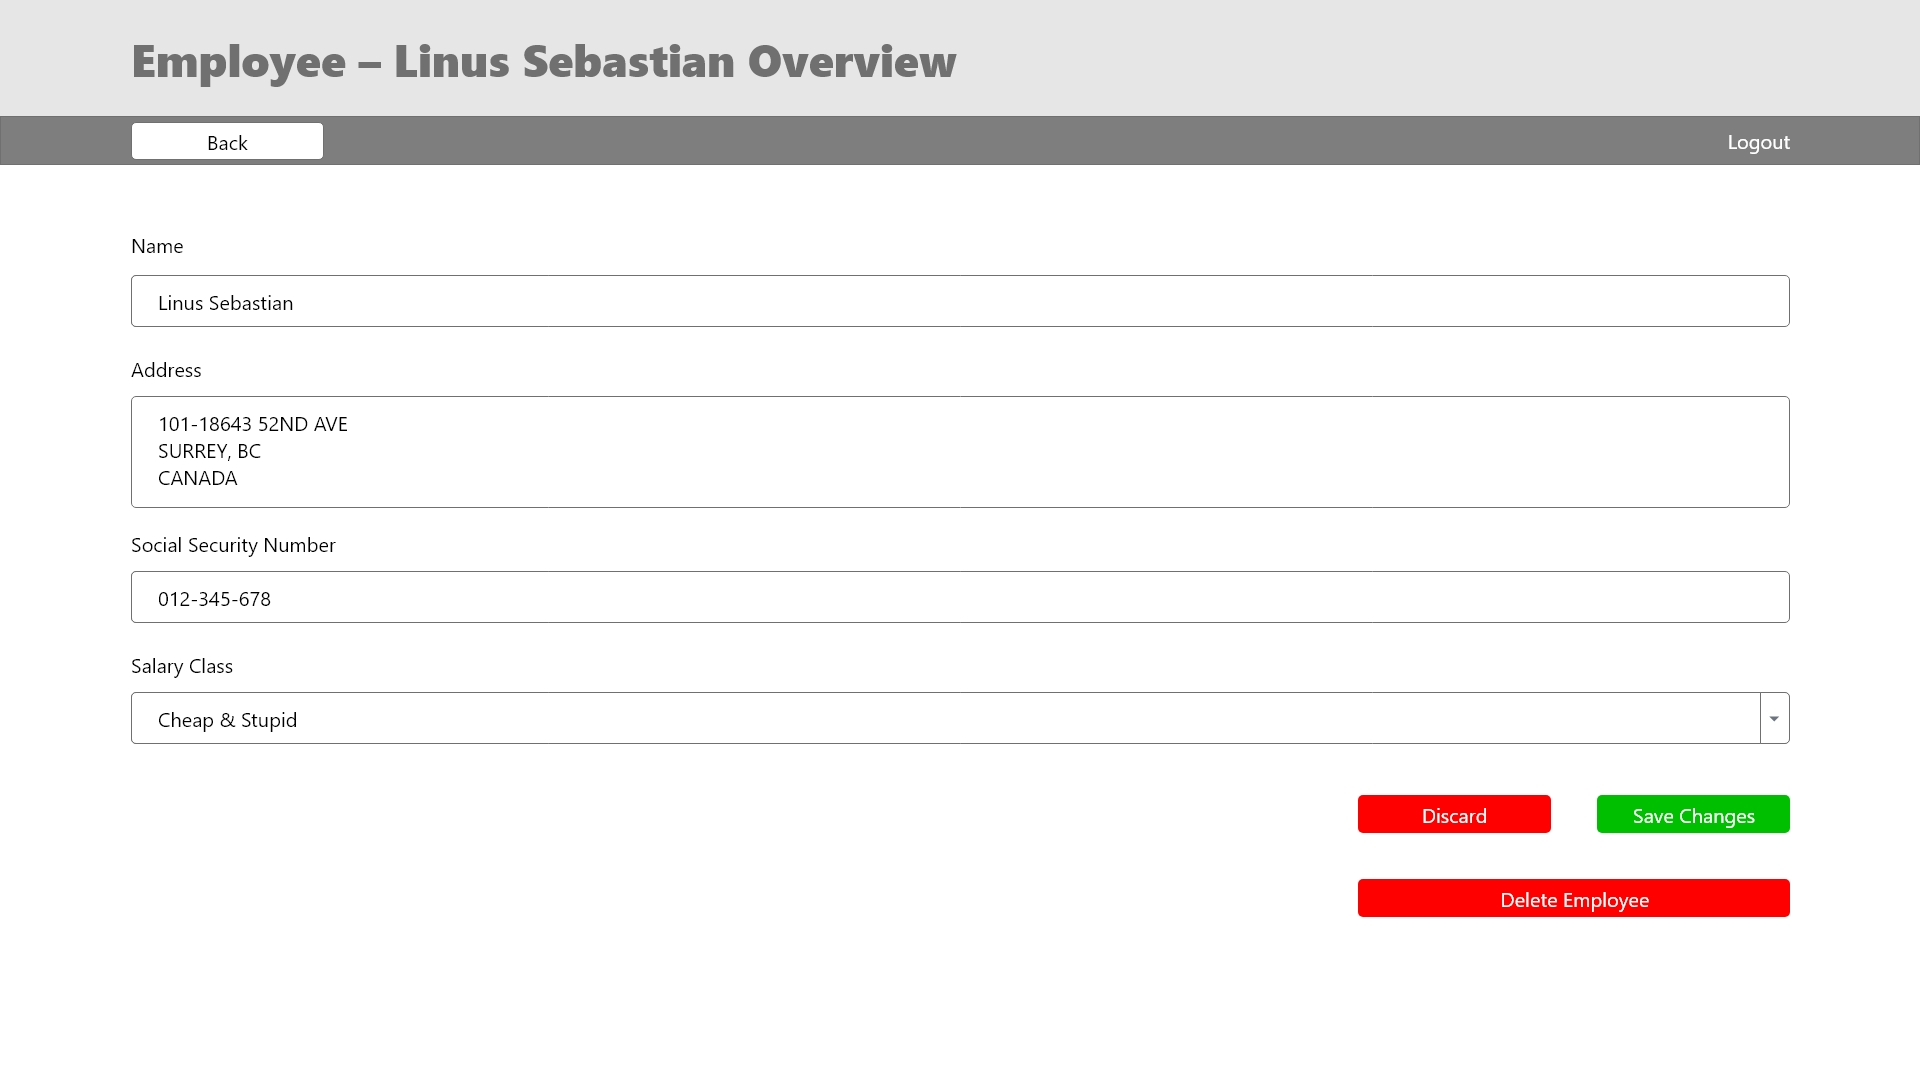 Employee – Linus Sebastian Overview
Back
Logout
Name
Linus Sebastian
Address
101-18643 52ND AVE
SURREY, BC
CANADA
Social Security Number
012-345-678
Salary Class
Cheap & Stupid
Discard
Save Changes
Delete Employee